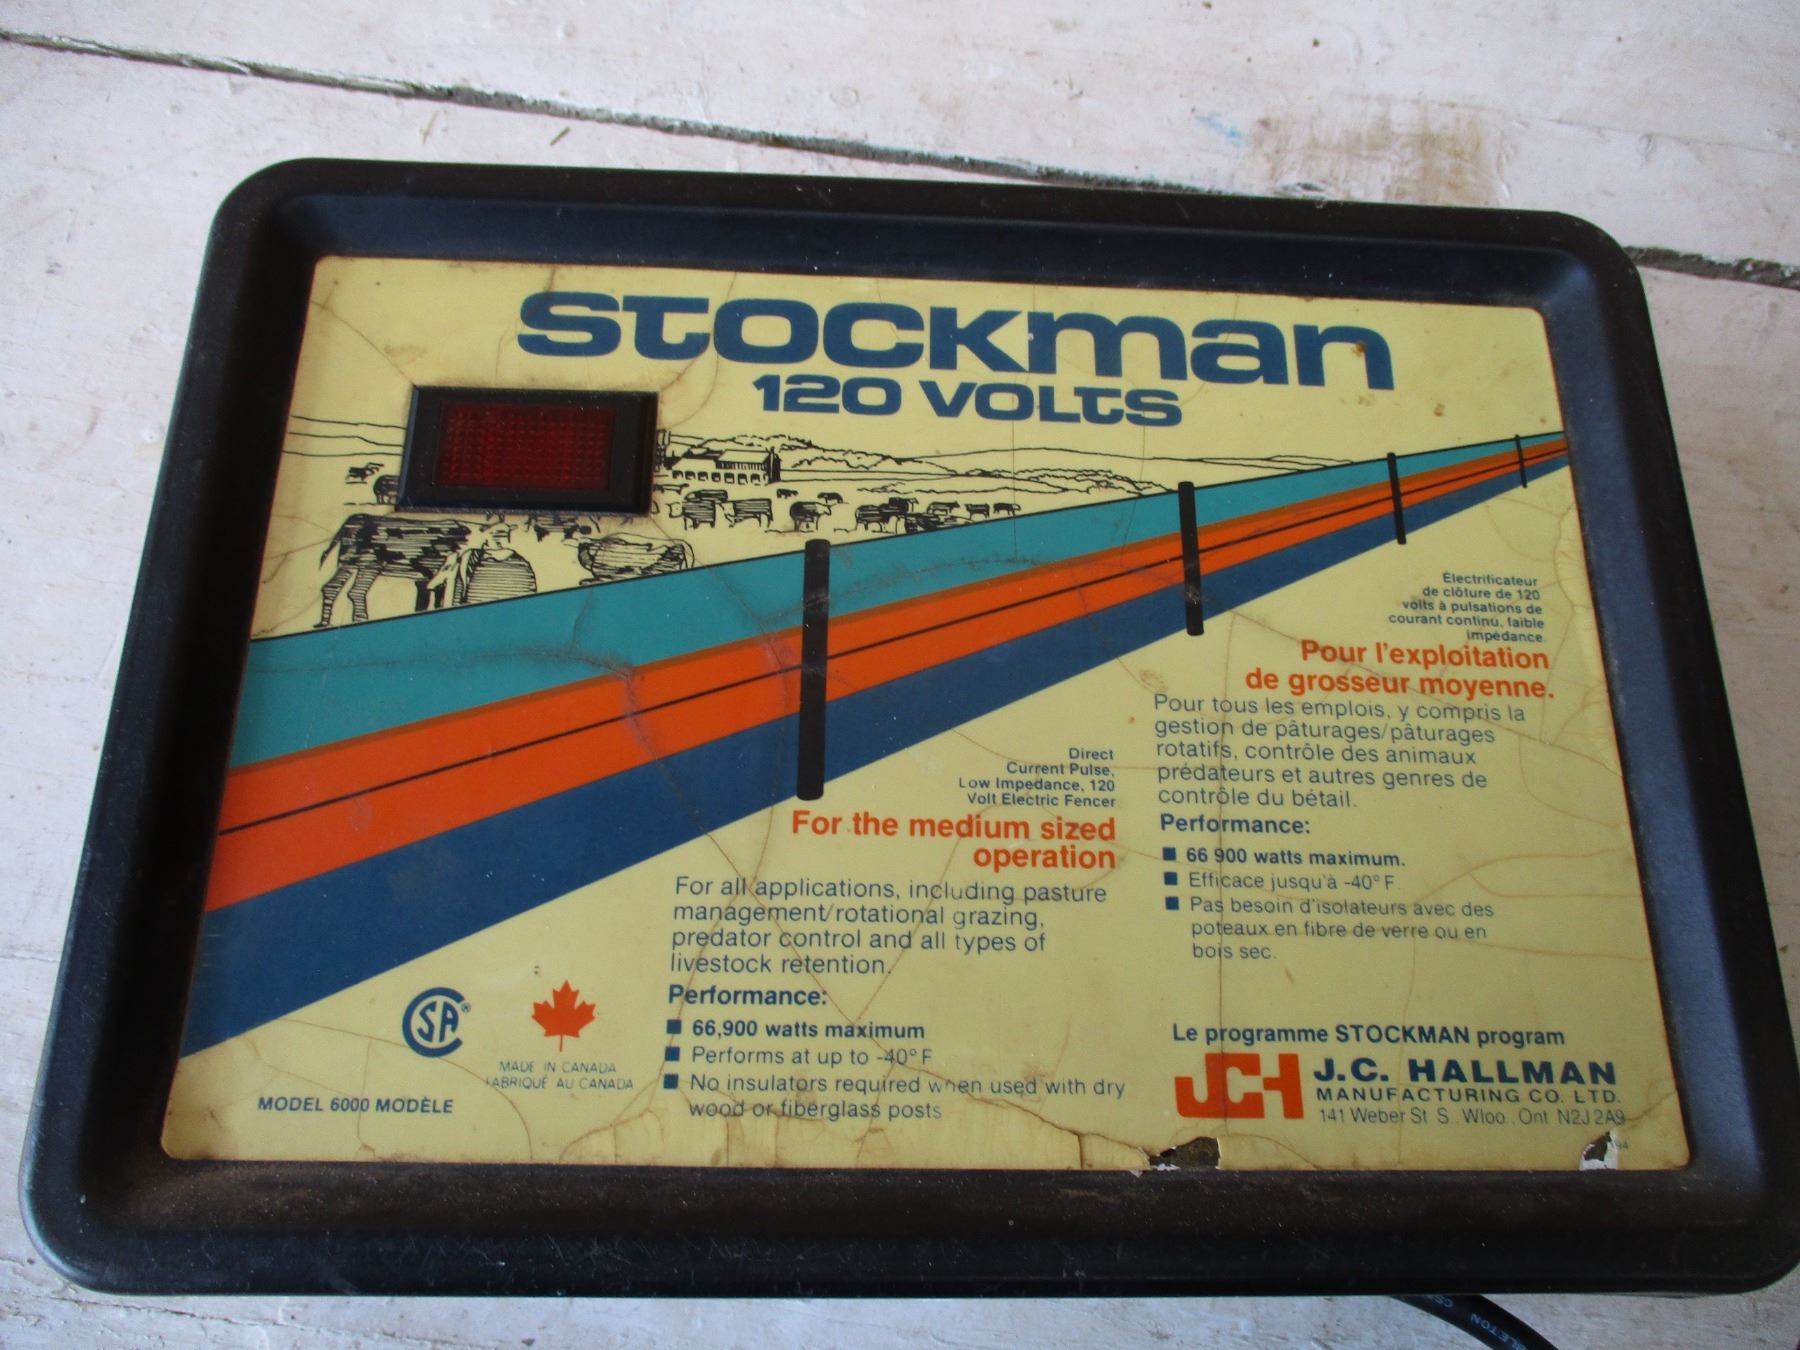 STOCKMAN
120 VOLTS
Électrificateur
de clôture de 120
volts à pulsations de
courant continu, faible
impédance
Pour l'exploitation
de grosseur moyenne.
Pour tous les emplois, y compris la
gestion de pâturages/pâturages
rotatifs, contrôle des animaux
prédateurs et autres genres de
contrôle du bétail.
Performance:
■ 66 900 watts maximum.
■ Efficace jusqu'à -40° F
■ Pas besoin d'isolateurs avec des
poteaux en fibre de verre ou en
bois sec.
Direct
Current Pulse,
Low Impedance, 120
Volt Electric Fencer
For the medium sized
operation
For all applications, including pasture
management/rotational grazing,
predator control and all types of
livestock retention.
Performance:
■ 66,900 watts maximum
■ Performs at up to -40° F
■ No insulators required when used with dry
wood or fiberglass posts
CSA®
MADE IN CANADA
FABRIQUÉ AU CANADA
MODEL 6000 MODÈLE
Le programme STOCKMAN program
JCH J.C. HALLMAN
MANUFACTURING CO. LTD.
141 Weber St. S. Wloo. Ont N2J 2A9